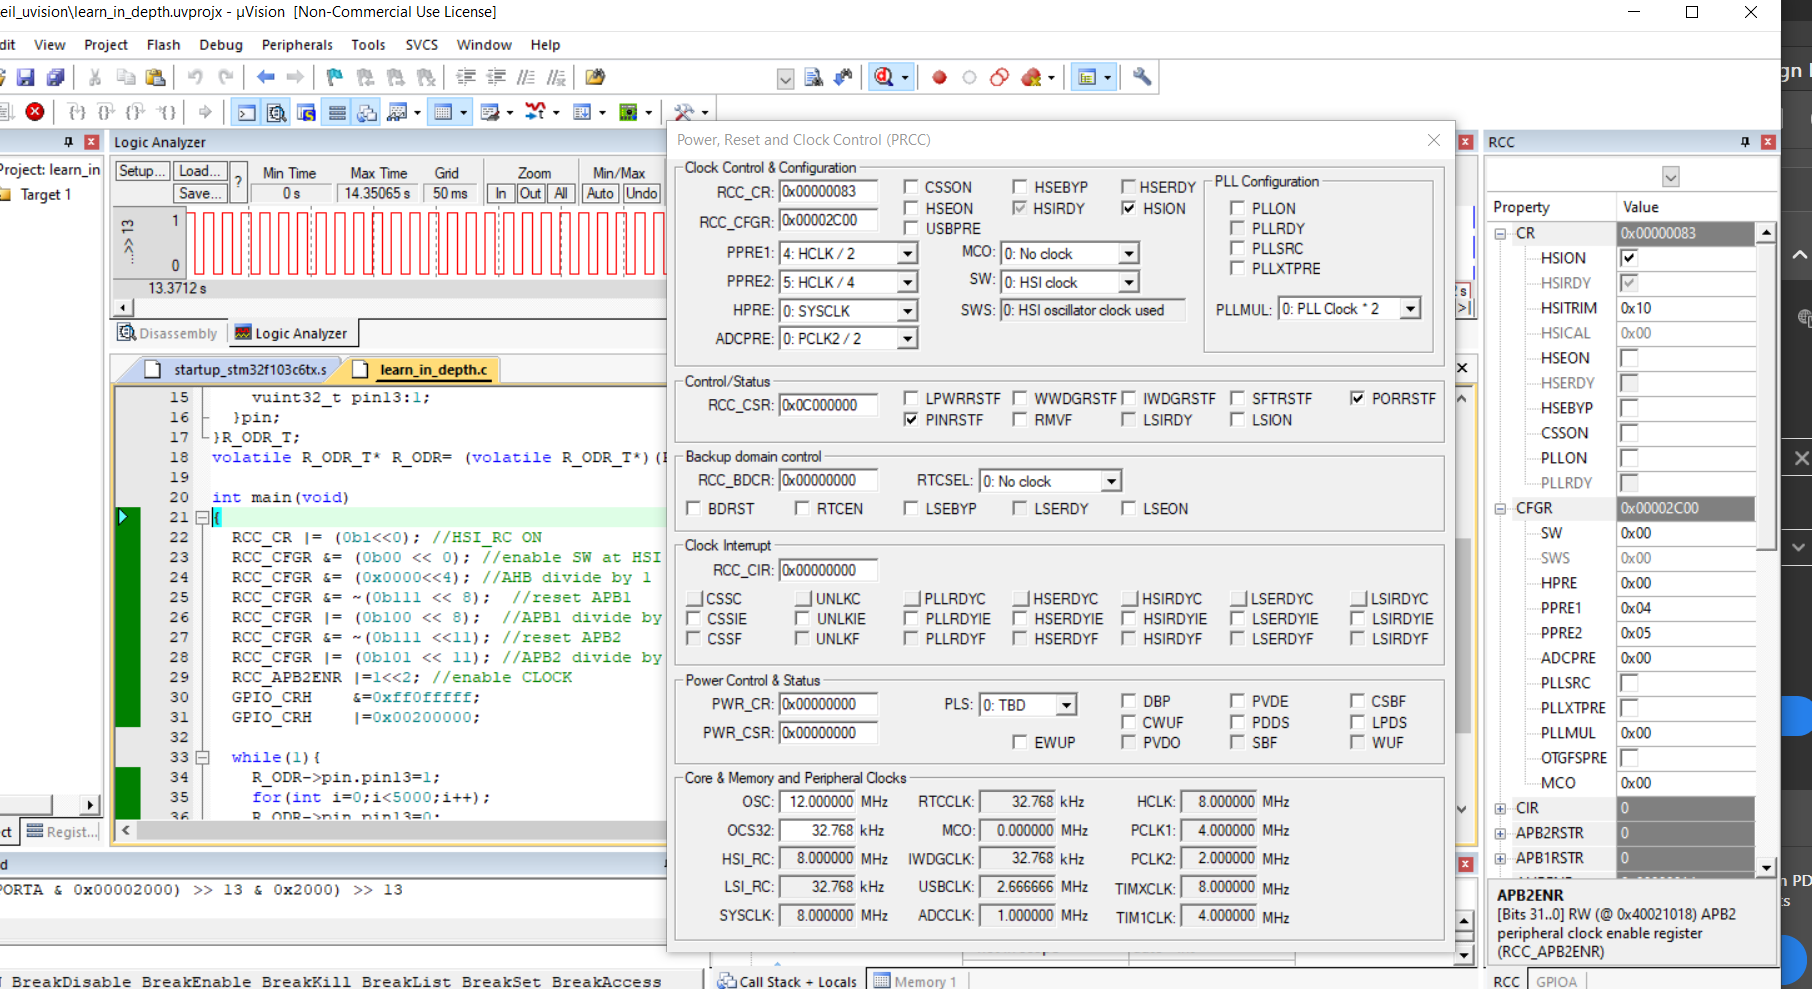 eil_uvision\learn_in_depth.uvprojx - µVision  [Non-Commercial Use License]
dit View Project Flash Debug Peripherals Tools SVCS Window Help
Project: learn_in
Target 1
Logic Analyzer
Setup... Load... Min Time Max Time Grid Zoom Min/Max
Save... ? 0 s 14.35065 s 50 ms In Out All Auto Undo
...>> 13
1
0
13.3712 s
Disassembly Logic Analyzer
startup_stm32f103c6tx.s learn_in_depth.c
15 vuint32_t pin13:1;
16 }pin;
17 }R_ODR_T;
18 volatile R_ODR_T* R_ODR= (volatile R_ODR_T*)(
19
20 int main(void)
21 {
22 RCC_CR |= (0b1<<0); //HSI_RC ON
23 RCC_CFGR &= (0b00 << 0); //enable SW at HSI
24 RCC_CFGR &= (0x0000<<4); //AHB divide by 1
25 RCC_CFGR &= ~(0b111 << 8);  //reset APB1
26 RCC_CFGR |= (0b100 << 8);  //APB1 divide by
27 RCC_CFGR &= ~(0b111 <<11); //reset APB2
28 RCC_CFGR |= (0b101 << 11); //APB2 divide by
29 RCC_APB2ENR |=1<<2; //enable CLOCK
30 GPIO_CRH    &=0xff0fffff;
31 GPIO_CRH    |=0x00200000;
32
33 while(1){
34 R_ODR->pin.pin13=1;
35 for(int i=0;i<5000;i++);
36 R_ODR->pin.pin13=0;
ct Regist...
d
PORTA & 0x00002000) >> 13 & 0x2000) >> 13
BreakDisable BreakEnable BreakKill BreakList BreakSet BreakAccess
Power, Reset and Clock Control (PRCC)
Clock Control & Configuration
RCC_CR: 0x00000083 CSSON HSEBYP HSERDY
RCC_CFGR: 0x00002C00 HSEON HSIRDY HSION
USBPRE
PPRE1: 4: HCLK / 2 MCO: 0: No clock
PPRE2: 5: HCLK / 4 SW: 0: HSI clock
HPRE: 0: SYSCLK SWS: 0: HSI oscillator clock used
ADCPRE: 0: PCLK2 / 2
PLL Configuration
PLLON
PLLRDY
PLLSRC
PLLXTPRE
PLLMUL: 0: PLL Clock * 2
Control/Status
RCC_CSR: 0x0C000000 LPWRRSTF WWDGRSTF IWDGRSTF SFTRSTF PORRSTF
PINRSTF RMVF LSIRDY LSION
Backup domain control
RCC_BDCR: 0x00000000 RTCSEL: 0: No clock
BDRST RTCEN LSEBYP LSERDY LSEON
Clock Interrupt
RCC_CIR: 0x00000000
CSSC UNLKC PLLRDYC HSERDYC HSIRDYC LSERDYC LSIRDYC
CSSIE UNLKIE PLLRDYIE HSERDYIE HSIRDYIE LSERDYIE LSIRDYIE
CSSF UNLKF PLLRDYF HSERDYF HSIRDYF LSERDYF LSIRDYF
Power Control & Status
PWR_CR: 0x00000000 PLS: 0: TBD DBP PVDE CSBF
CWUF PDDS LPDS
PWR_CSR: 0x00000000 EWUP PVDO SBF WUF
Core & Memory and Peripheral Clocks
OSC: 12.000000 MHz RTCCLK: 32.768 kHz HCLK: 8.000000 MHz
OCS32: 32.768 kHz MCO: 0.000000 MHz PCLK1: 4.000000 MHz
HSI_RC: 8.000000 MHz IWDGCLK: 32.768 kHz PCLK2: 2.000000 MHz
LSI_RC: 32.768 kHz USBCLK: 2.666666 MHz TIMXCLK: 8.000000 MHz
SYSCLK: 8.000000 MHz ADCCLK: 1.000000 MHz TIM1CLK: 4.000000 MHz
Call Stack + Locals Memory 1
RCC
Property Value
CR 0x00000083
HSION
HSIRDY
HSITRIM 0x10
HSICAL 0x00
HSEON
HSERDY
HSEBYP
CSSON
PLLON
PLLRDY
CFGR 0x00002C00
SW 0x00
SWS 0x00
HPRE 0x00
PPRE1 0x04
PPRE2 0x05
ADCPRE 0x00
PLLSRC
PLLXTPRE
PLLMUL 0x00
OTGFSPRE
MCO 0x00
CIR 0
APB2RSTR 0
APB1RSTR 0
APB2ENR
[Bits 31..0] RW (@ 0x40021018) APB2
peripheral clock enable register
(RCC_APB2ENR)
RCC GPIOA
gn
n PD
ts